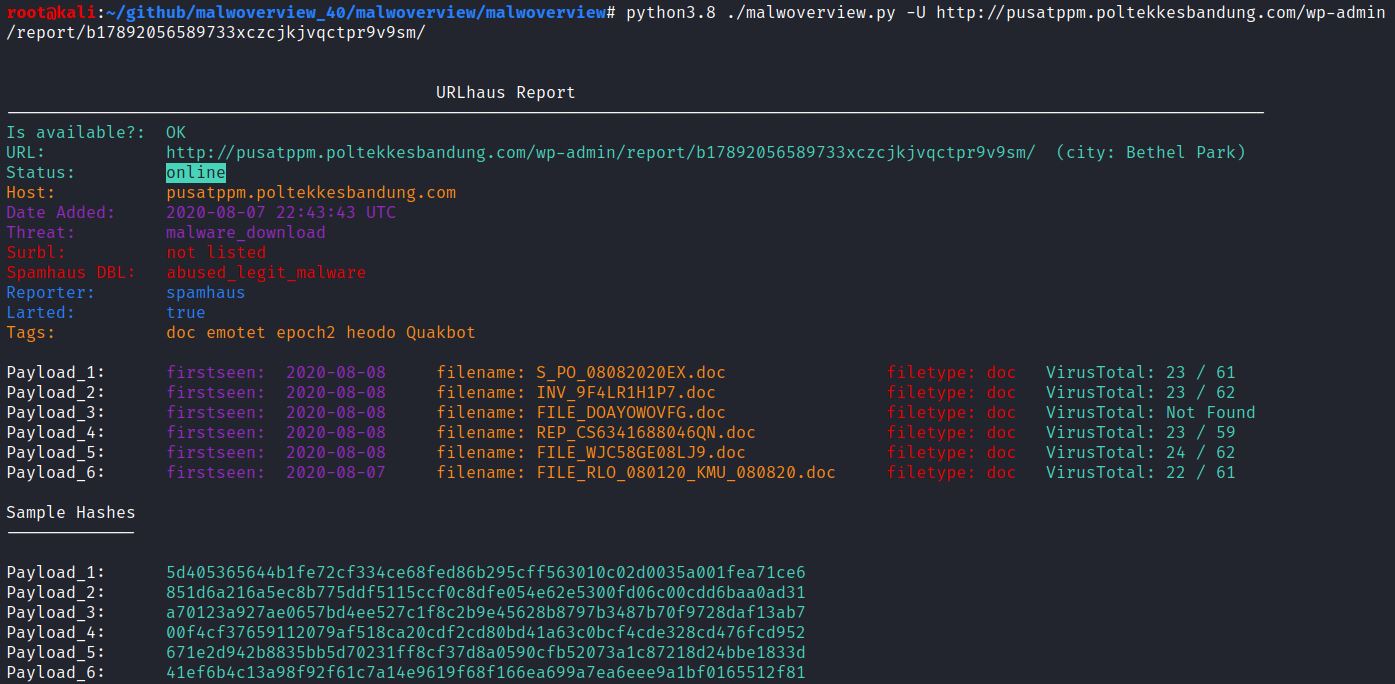 root@kali:~/github/malwoverview_40/malwoverview/malwoverview# python3.8 ./malwoverview.py -U http://pusatppm.poltekkesbandung.com/wp-admin
/report/b17892056589733xczcjkjvqctpr9v9sm/
URLhaus Report
Is available?: OK
URL: http://pusatppm.poltekkesbandung.com/wp-admin/report/b17892056589733xczcjkjvqctpr9v9sm/ (city: Bethel Park)
Status: online
Host: pusatppm.poltekkesbandung.com
Date Added: 2020-08-07 22:43:43 UTC
Threat: malware_download
Surbl: not listed
Spamhaus DBL: abused_legit_malware
Reporter: spamhaus
Larted: true
Tags: doc emotet epoch2 heodo Quakbot
Payload_1: firstseen: 2020-08-08 filename: S_PO_08082020EX.doc filetype: doc VirusTotal: 23 / 61
Payload_2: firstseen: 2020-08-08 filename: INV_9F4LR1H1P7.doc filetype: doc VirusTotal: 23 / 62
Payload_3: firstseen: 2020-08-08 filename: FILE_DOAYOWOVFG.doc filetype: doc VirusTotal: Not Found
Payload_4: firstseen: 2020-08-08 filename: REP_CS6341688046QN.doc filetype: doc VirusTotal: 23 / 59
Payload_5: firstseen: 2020-08-08 filename: FILE_WJC58GE08LJ9.doc filetype: doc VirusTotal: 24 / 62
Payload_6: firstseen: 2020-08-07 filename: FILE_RLO_080120_KMU_080820.doc filetype: doc VirusTotal: 22 / 61
Sample Hashes
Payload_1: 5d405365644b1fe72cf334ce68fed86b295cff563010c02d0035a001fea71ce6
Payload_2: 851d6a216a5ec8b775ddf5115ccf0c8dfe054e62e5300fd06c00cdd6baa0ad31
Payload_3: a70123a927ae0657bd4ee527c1f8c2b9e45628b8797b3487b70f9728daf13ab7
Payload_4: 00f4cf37659112079af518ca20cdf2cd80bd41a63c0bcf4cde328cd476fcd952
Payload_5: 671e2d942b8835bb5d70231ff8cf37d8a0590cfb52073a1c87218d24bbe1833d
Payload_6: 41ef6b4c13a98f92f61c7a14e9619f68f166ea699a7ea6eee9a1bf0165512f81